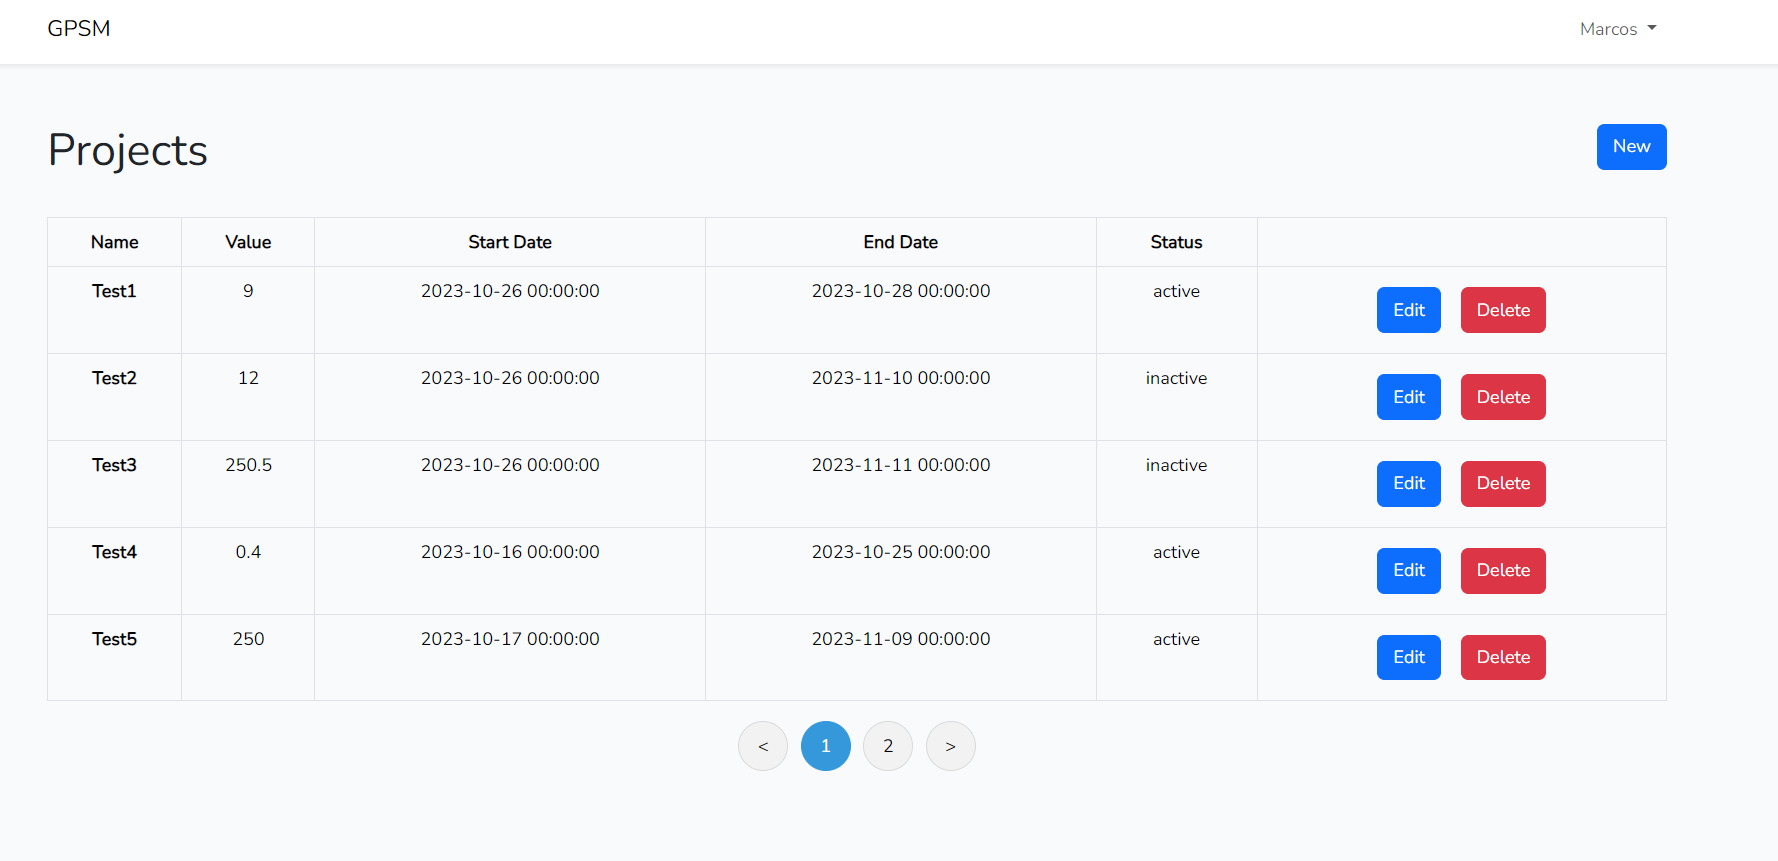 GPSM Marcos
Projects New
Name Value Start Date End Date Status
Test1 9 2023-10-26 00:00:00 2023-10-28 00:00:00 active Edit Delete
Test2 12 2023-10-26 00:00:00 2023-11-10 00:00:00 inactive Edit Delete
Test3 250.5 2023-10-26 00:00:00 2023-11-11 00:00:00 inactive Edit Delete
Test4 0.4 2023-10-16 00:00:00 2023-10-25 00:00:00 active Edit Delete
Test5 250 2023-10-17 00:00:00 2023-11-09 00:00:00 active Edit Delete
< 1 2 >